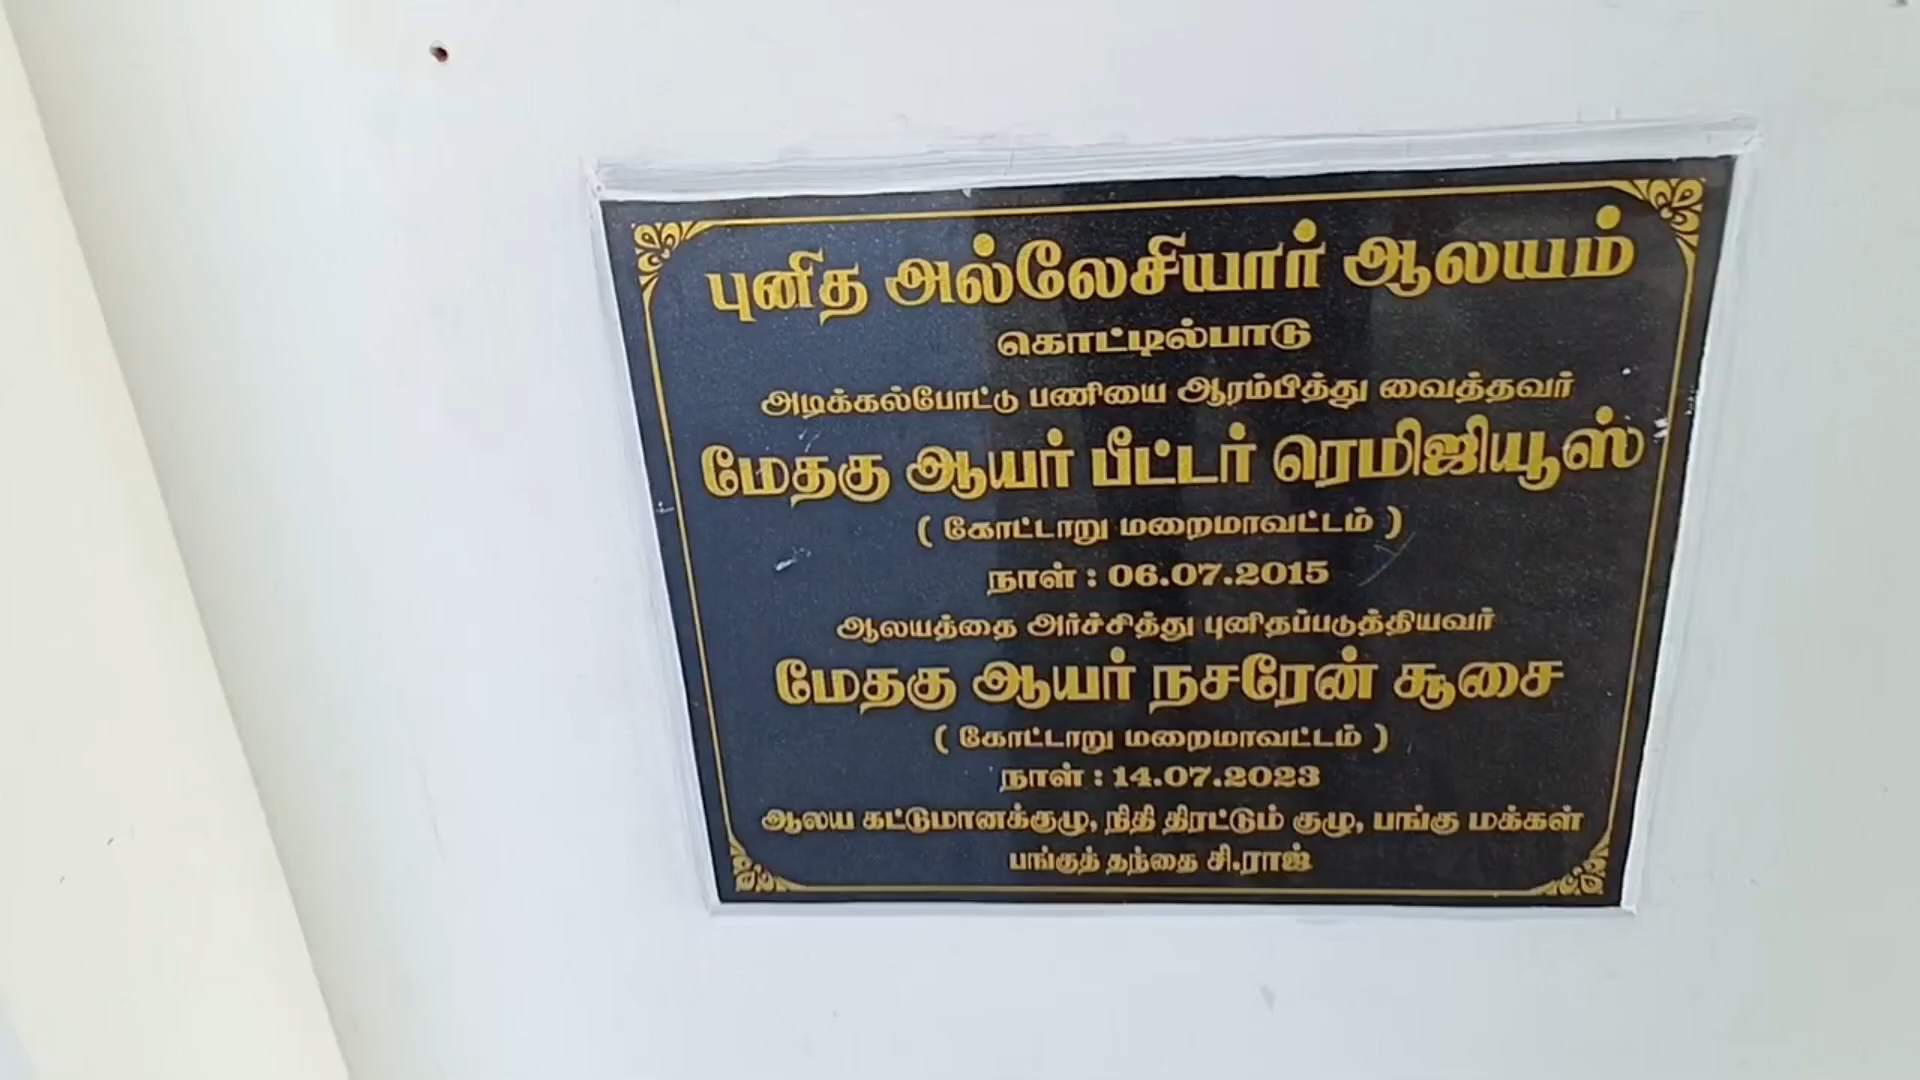 புனித அல்லேசியார் ஆலயம்
கொட்டில்பாடு
அடிக்கல்போட்டு பணியை ஆரம்பித்து வைத்தவர்
மேதகு ஆயர் பீட்டர் ரெமிஜியூஸ்
( கோட்டாறு மறைமாவட்டம் )
நாள் : 06.07.2015
ஆலயத்தை அர்ச்சித்து புனிதப்படுத்தியவர்
மேதகு ஆயர் நசரேன் சூசை
( கோட்டாறு மறைமாவட்டம் )
நாள் : 14.07.2023
ஆலய கட்டுமானக்குழு, நிதி திரட்டும் குழு, பங்கு மக்கள்
பங்குத் தந்தை சி.ராஜ்